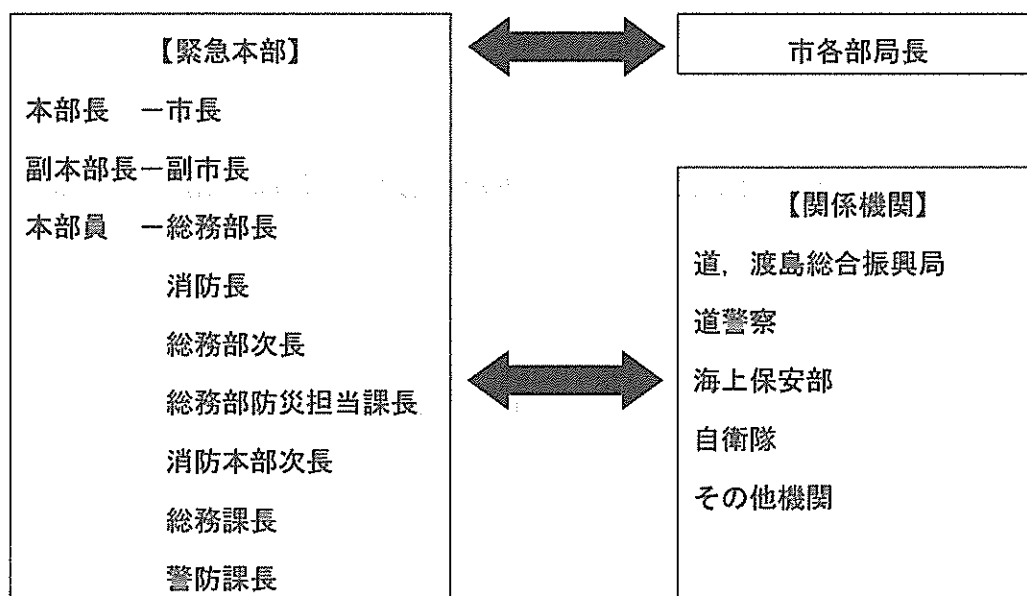 【緊急本部】
本部長　－市長
副本部長－副市長
本部員　－総務部長
消防長
総務部次長
総務部防災担当課長
消防本部次長
総務課長
警防課長
市各部局長
【関係機関】
道，渡島総合振興局
道警察
海上保安部
自衛隊
その他機関